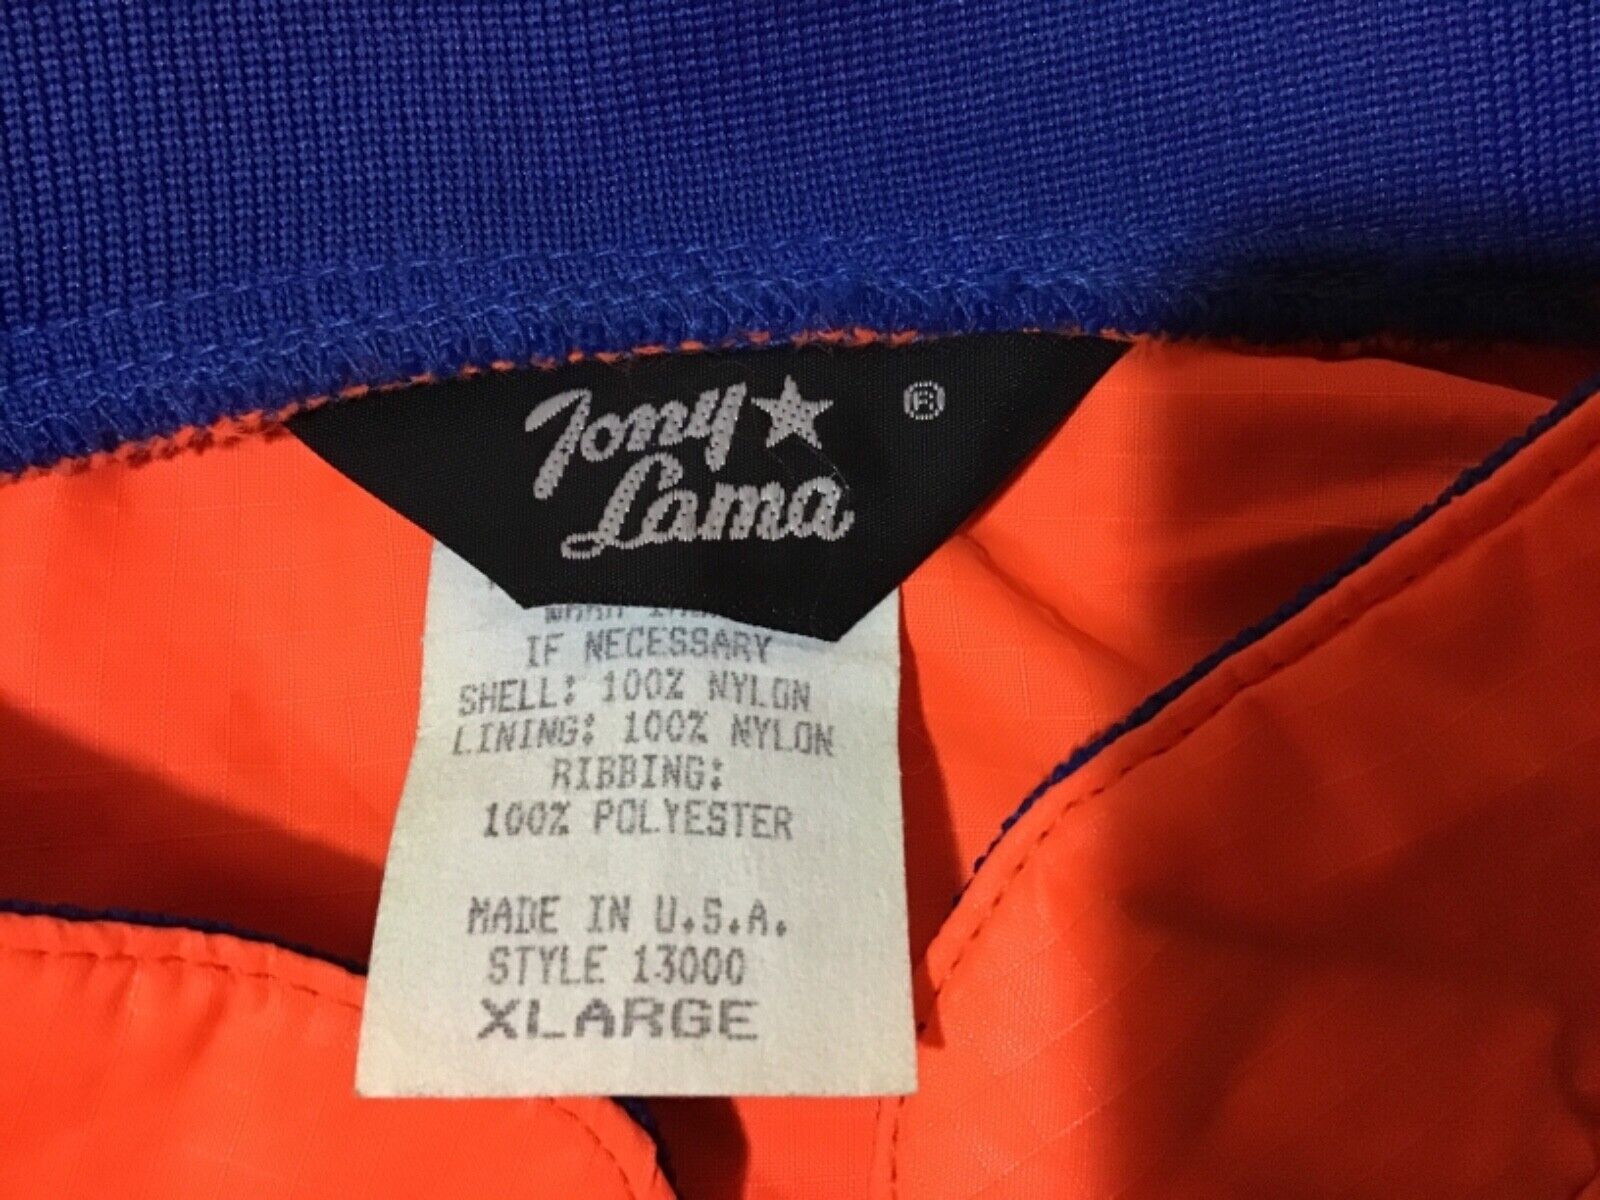 Tony
Lama ®
IF NECESSARY
SHELL: 100% NYLON
LINING: 100% NYLON
RIBBING:
100% POLYESTER
MADE IN U.S.A.
STYLE 13000
XLARGE